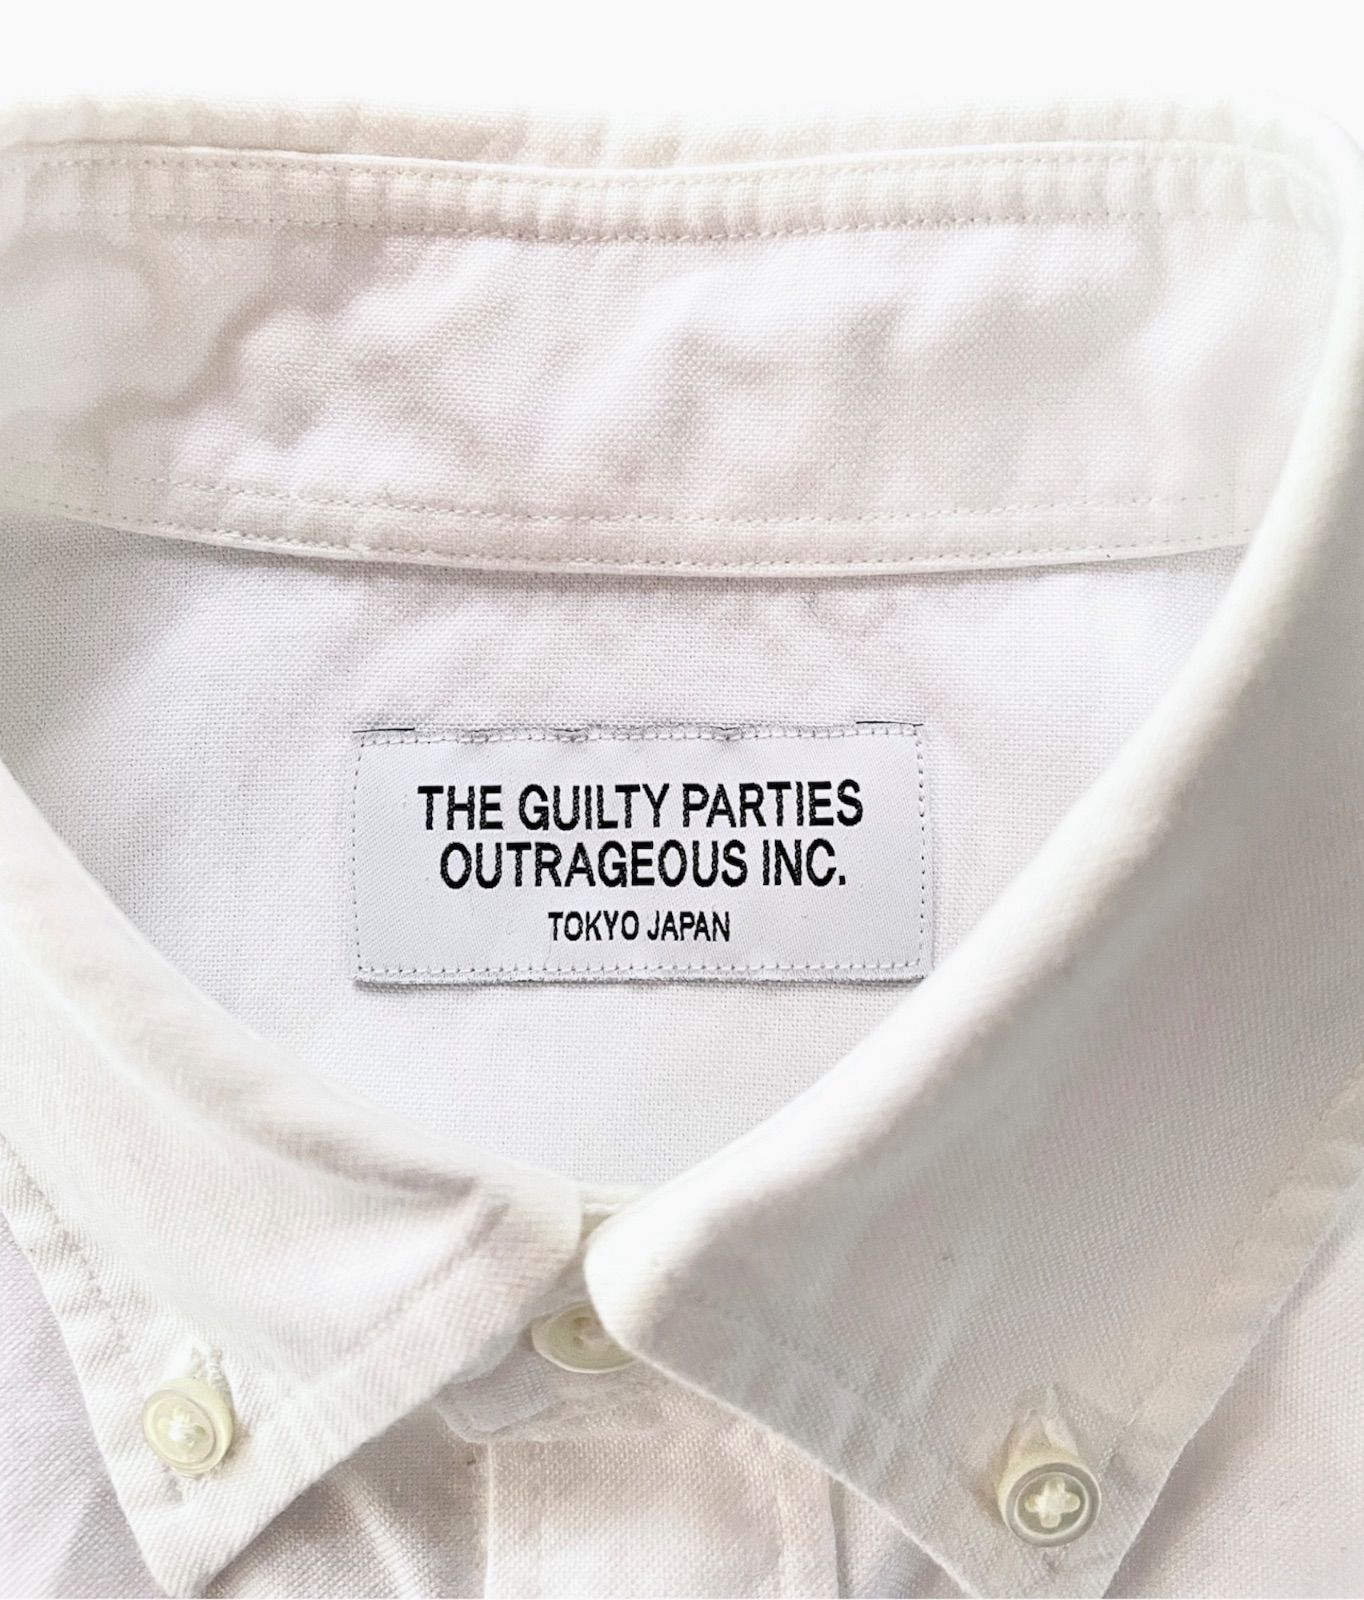 THE GUILTY PARTIES
OUTRAGEOUS INC.
TOKYO JAPAN